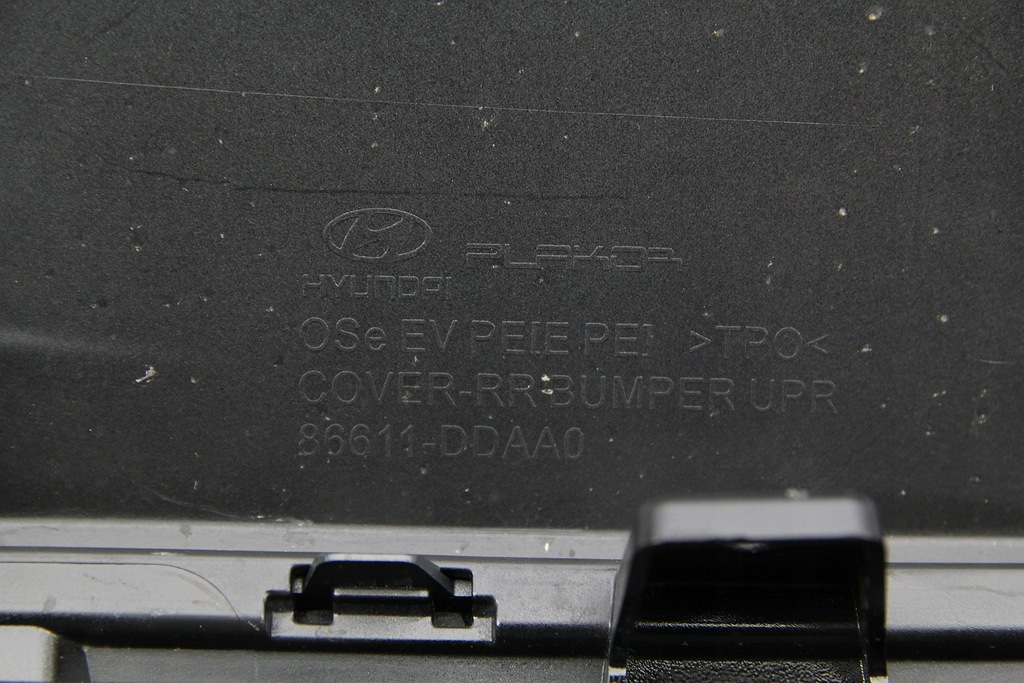 HYUNDAI PLAKOR
OSe EV PE|E PE| >TPO<
COVER-RR BUMPER UPR
86611-DDAA0